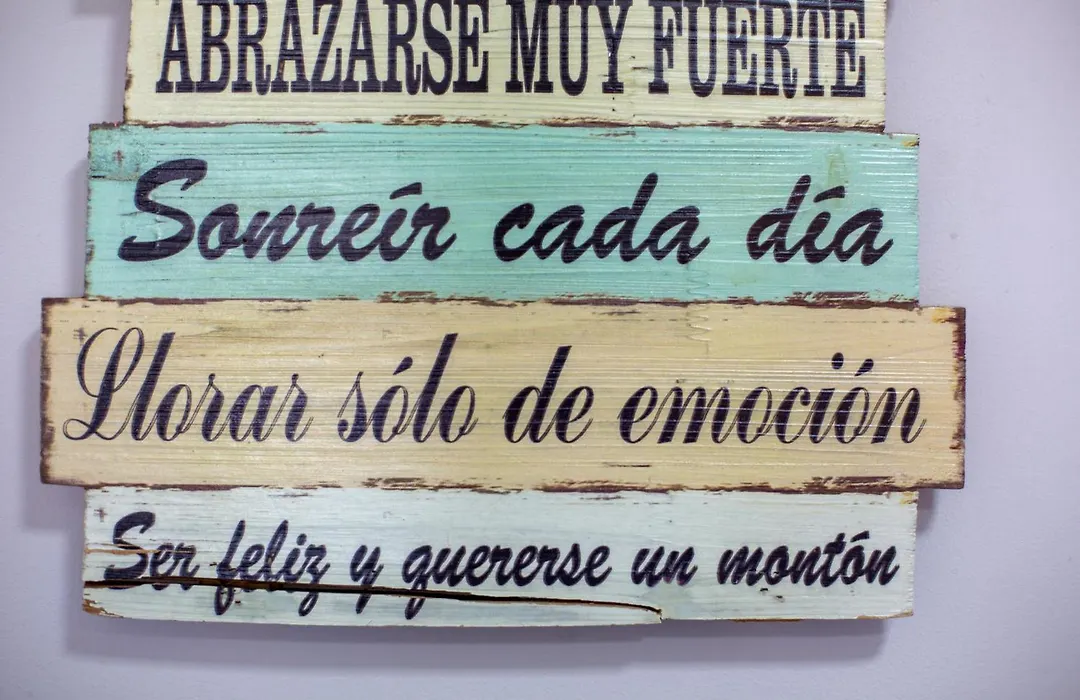 ABRAZARSE MUY FUERTE
Sonreír cada día
Llorar sólo de emoción
Ser feliz y quererse un montón